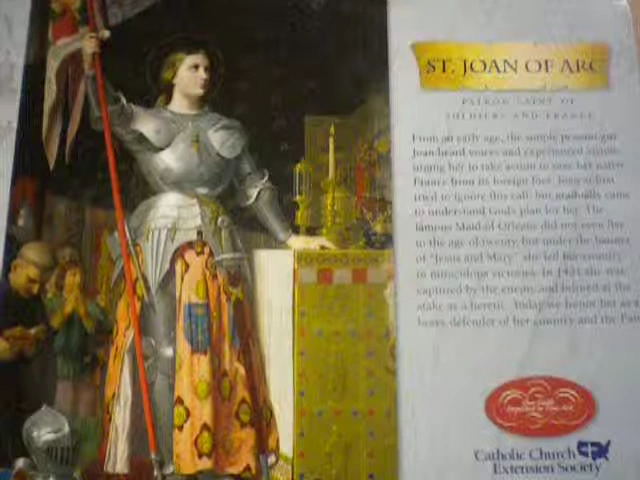 ST. JOAN OF ARC
PATRON SAINT OF
SOLDIERS AND FRANCE
From an early age, the simple peasant girl
Joan heard voices and experienced visions
urging her to take action to save her native
France from its foreign foes. Joan at first
tried to ignore this call, but gradually came
to understand God's plan for her. The
famous Maid of Orleans did not even live
to the age of twenty, but under the banner
of "Jesus and Mary" she led her country
to miraculous victories. In 1431 she was
captured by the enemy and burned at the
stake as a heretic. Today we honor her as a
brave defender of her country and the Faith
Our Faith
Inspired in Fine Art
Catholic Church
Extension Society